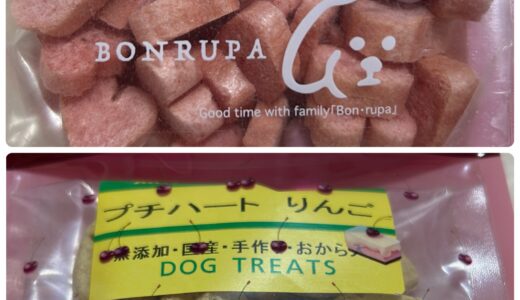 BONRUPA
Good time with family「Bon・rupa」
プチハート りんご
無添加・国産・手作・おから
DOG TREATS